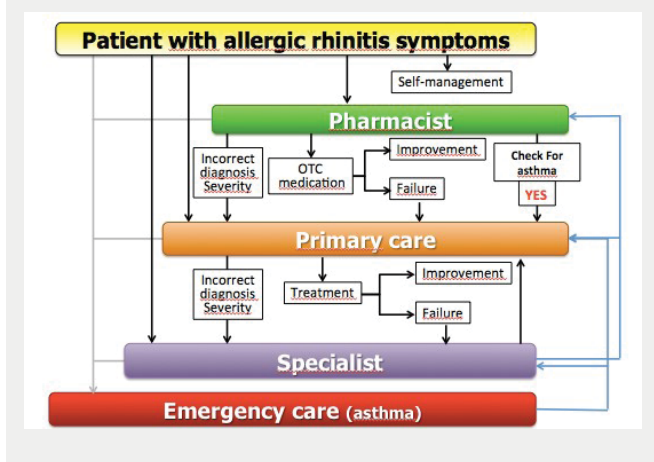 Patient with allergic rhinitis symptoms
Self-management
Pharmacist
Incorrect
diagnosis
Severity
OTC
medication
Improvement
Failure
Check For
asthma
YES
Primary care
Incorrect
diagnosis
Severity
Treatment
Improvement
Failure
Specialist
Emergency care (asthma)